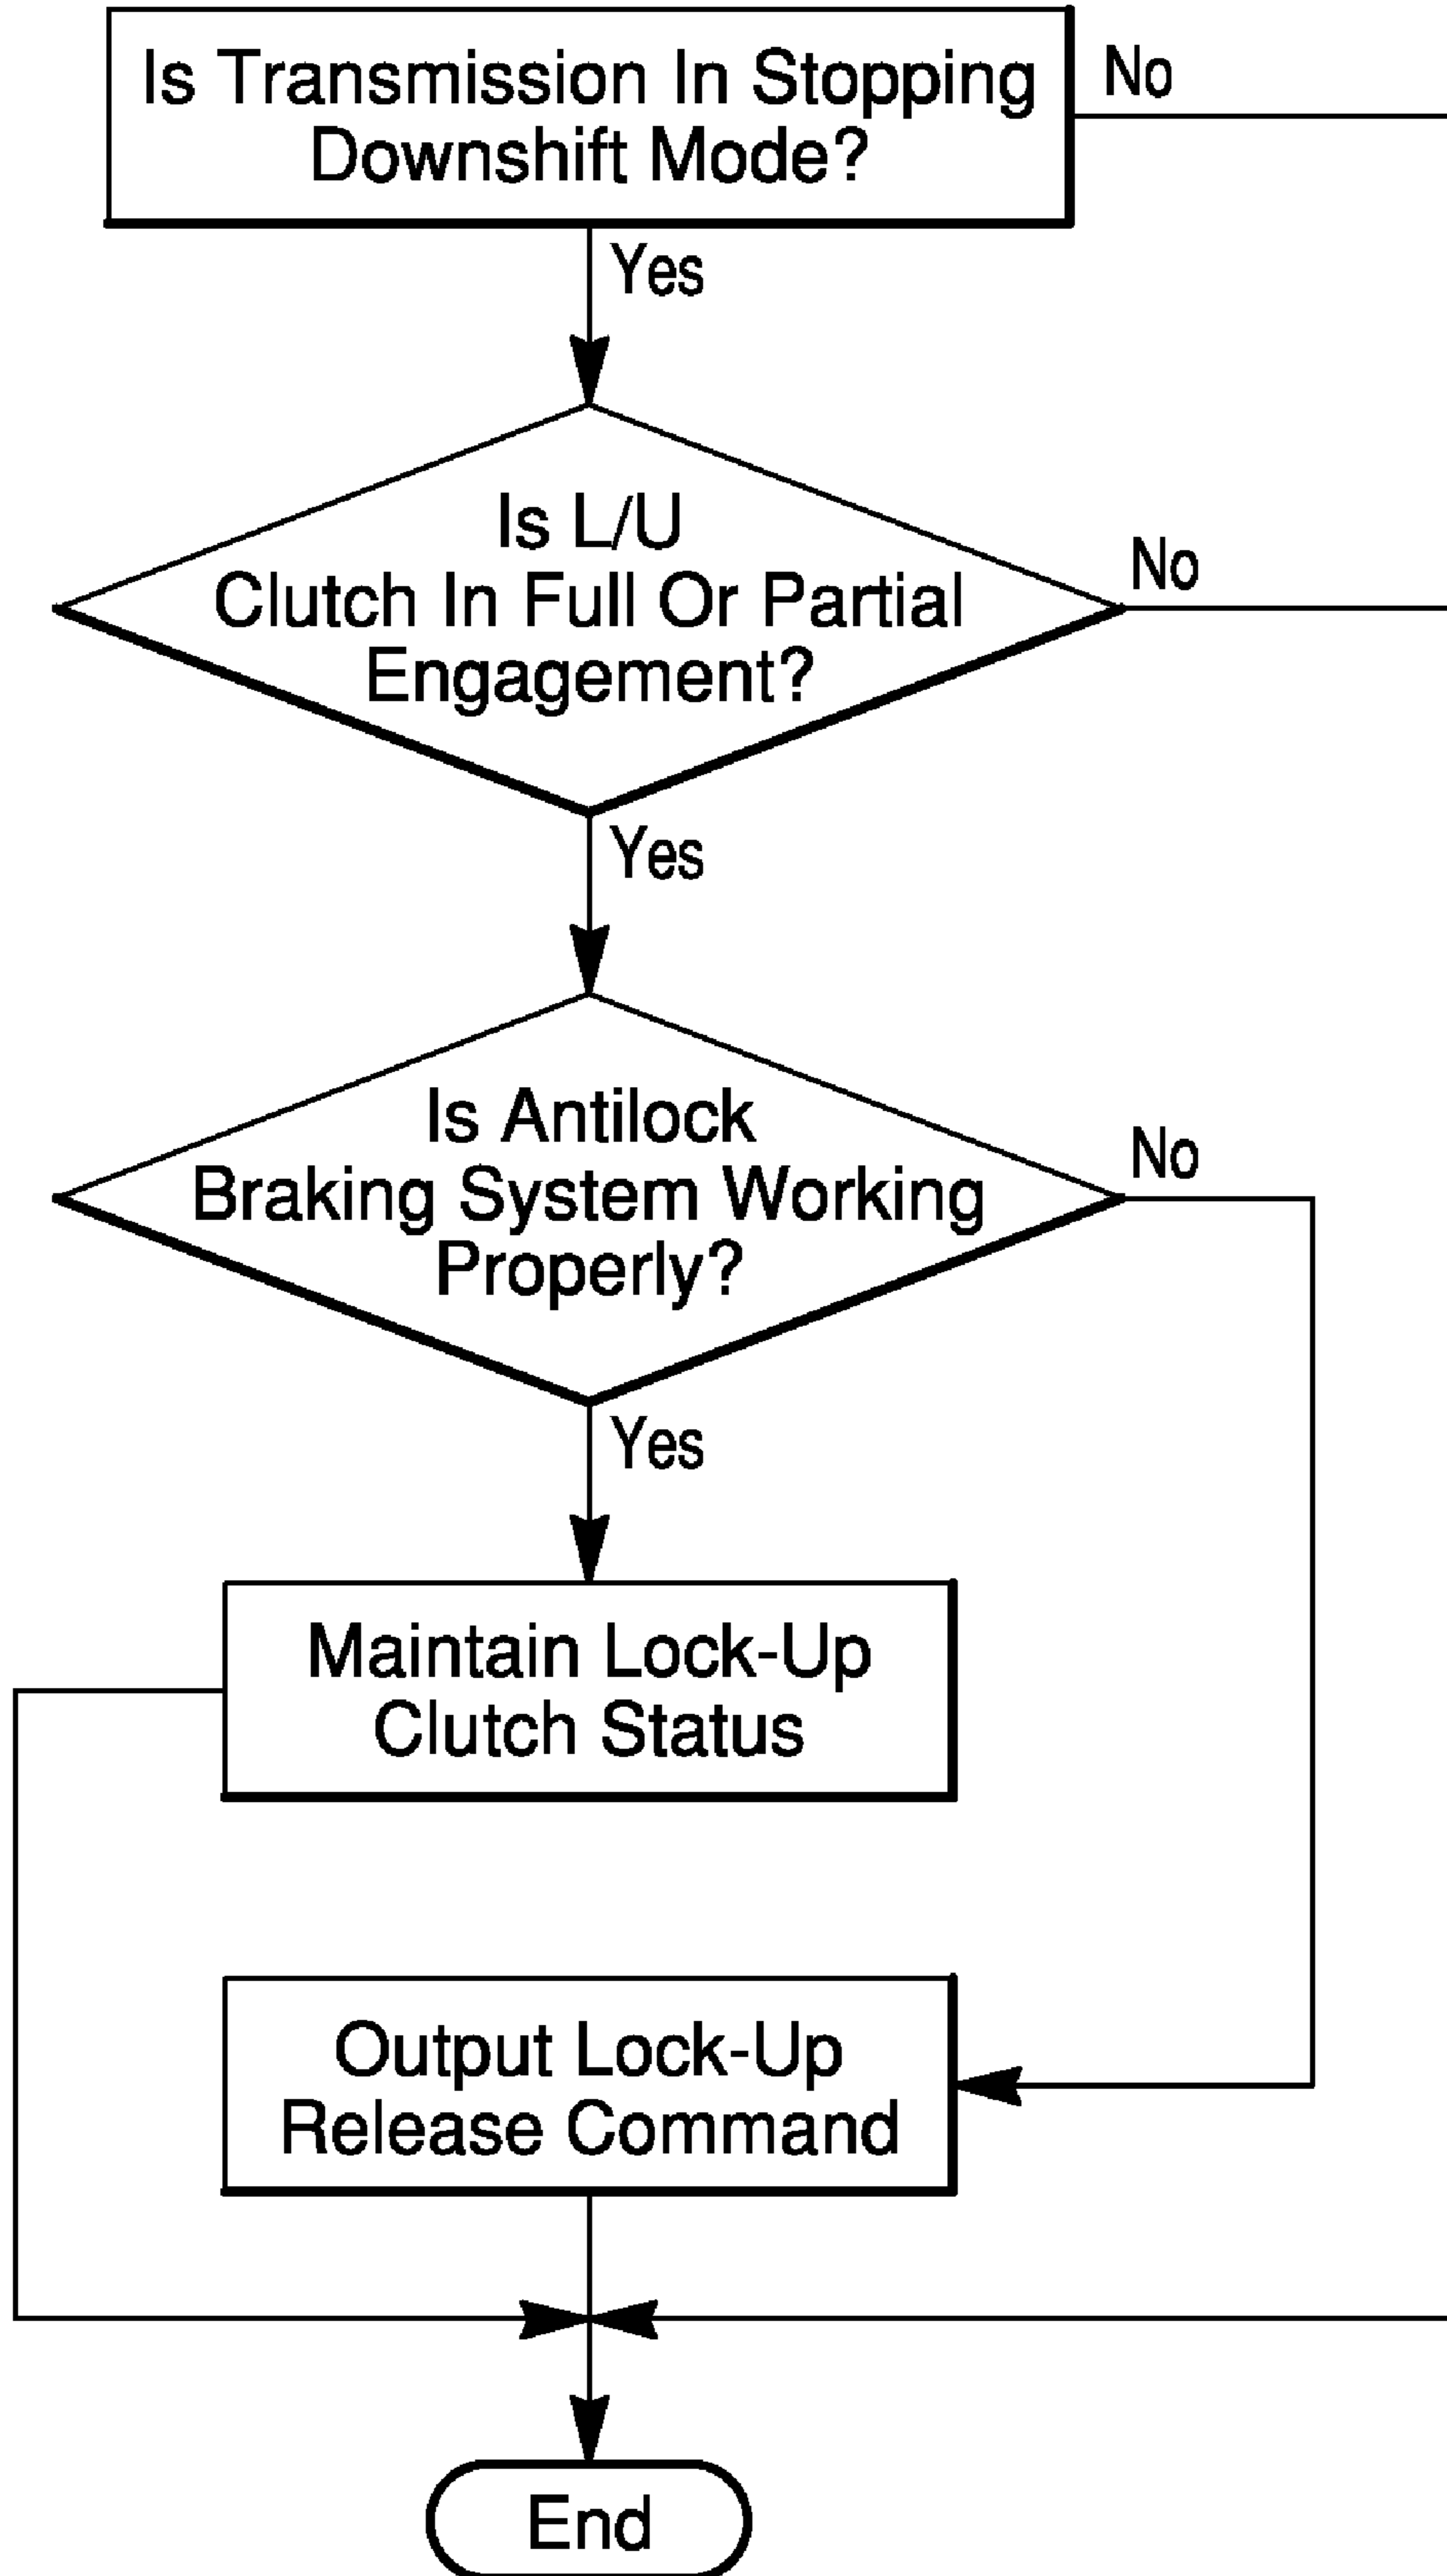 Is Transmission In Stopping
Downshift Mode?
No
Yes
Is L/U
Clutch In Full Or Partial
Engagement?
No
Yes
Is Antilock
Braking System Working
Properly?
No
Yes
Maintain Lock-Up
Clutch Status
Output Lock-Up
Release Command
End